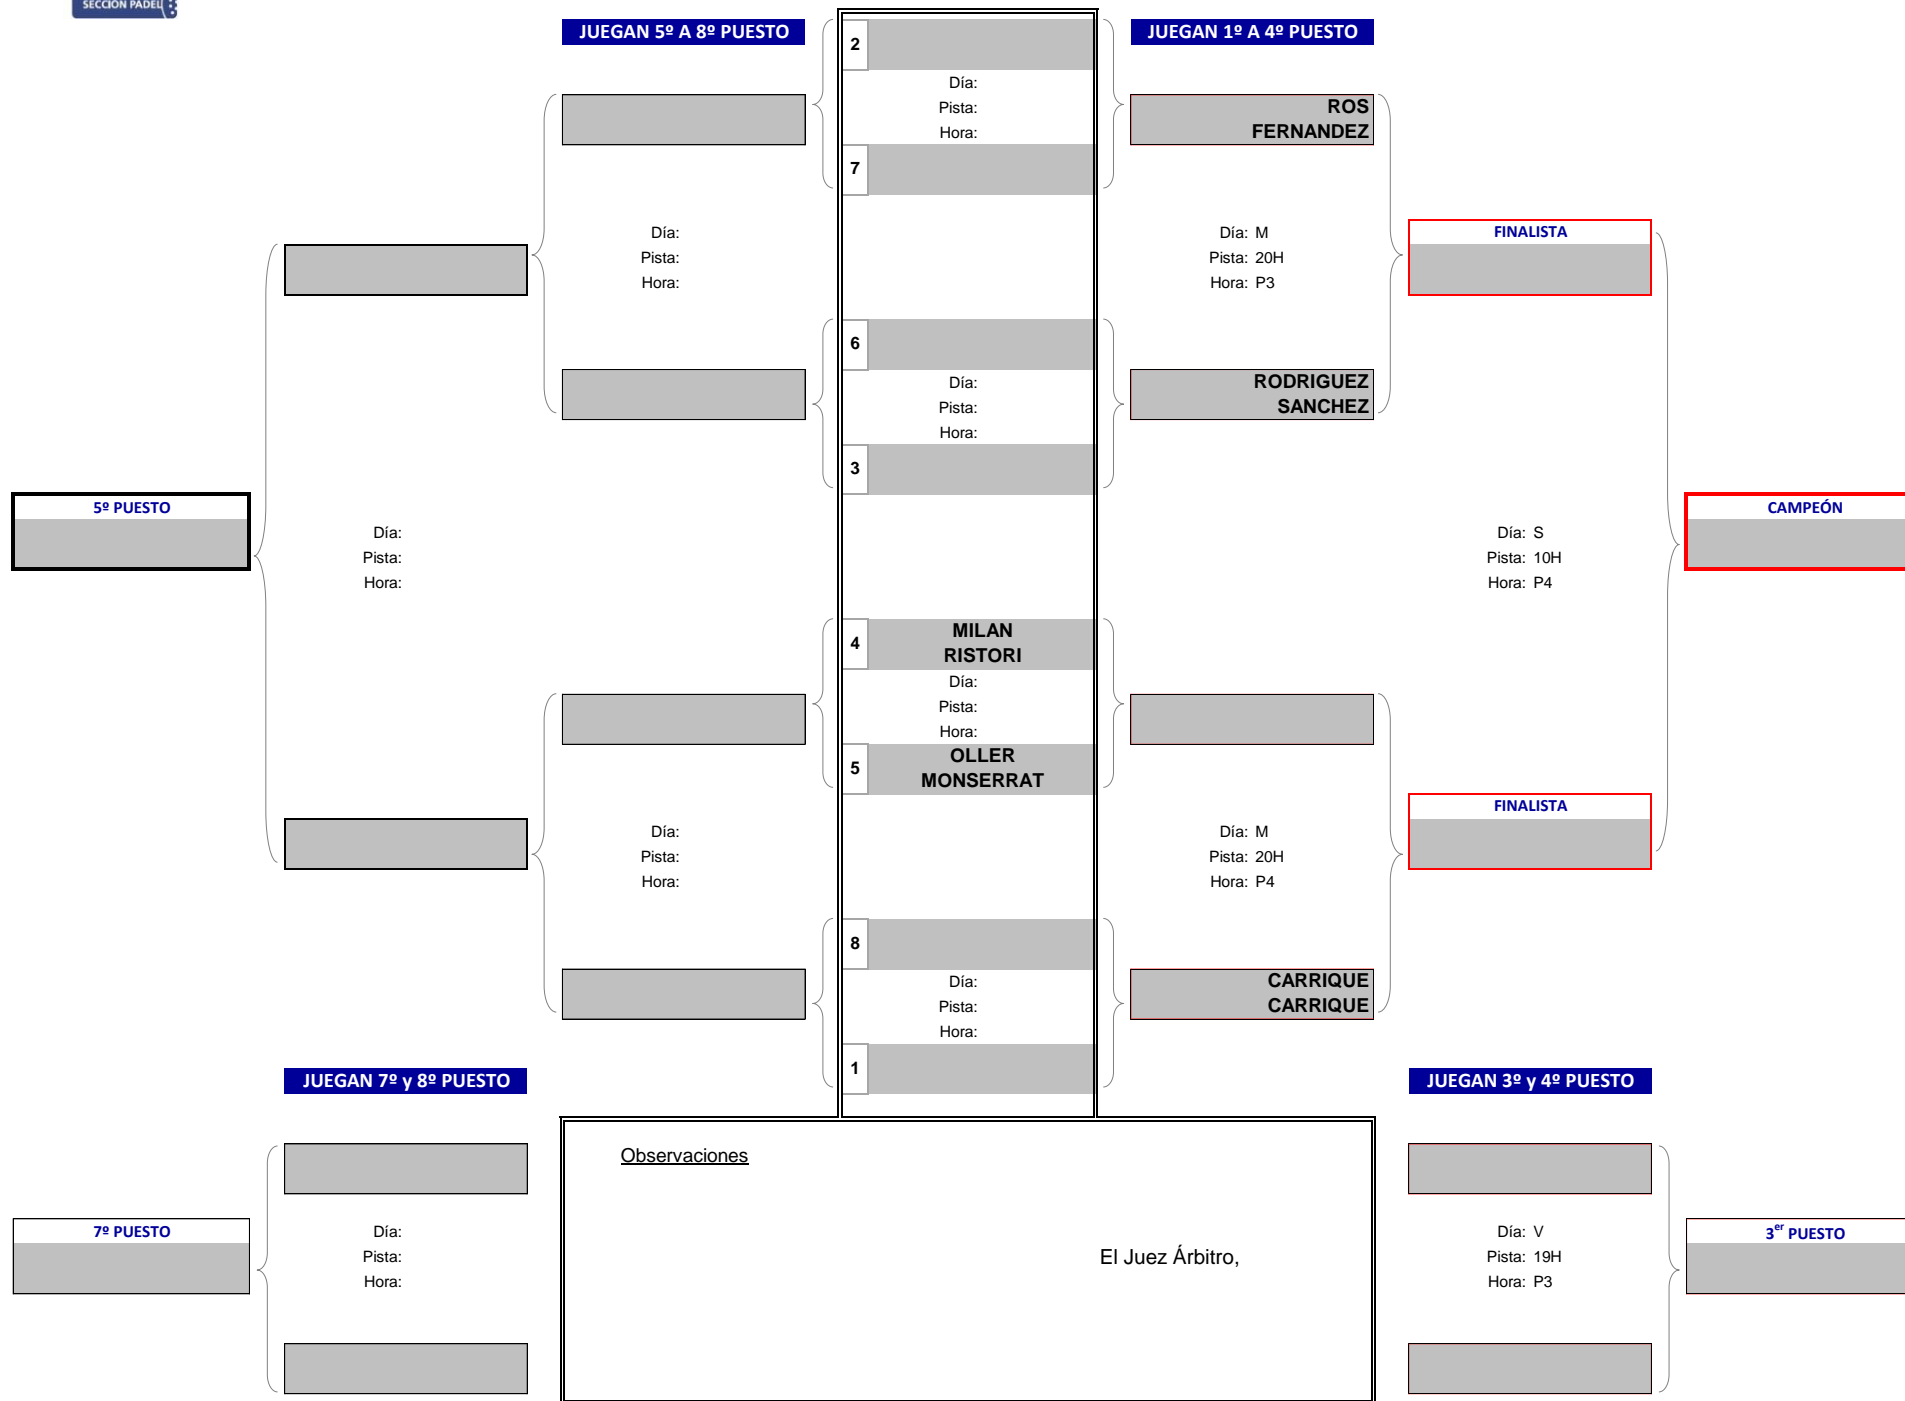 SECCIÓN PADEL
JUEGAN 5º A 8º PUESTO
JUEGAN 1º A 4º PUESTO
2
Día:
Pista:
Hora:
ROS
FERNANDEZ
7
Día:
Pista:
Hora:
Día: M
Pista: 20H
Hora: P3
FINALISTA
6
Día:
Pista:
Hora:
RODRIGUEZ
SANCHEZ
3
5º PUESTO
Día:
Pista:
Hora:
Día: S
Pista: 10H
Hora: P4
CAMPEÓN
4
MILAN
RISTORI
Día:
Pista:
Hora:
5
OLLER
MONSERRAT
Día:
Pista:
Hora:
Día: M
Pista: 20H
Hora: P4
FINALISTA
8
Día:
Pista:
Hora:
CARRIQUE
CARRIQUE
1
JUEGAN 7º y 8º PUESTO
JUEGAN 3º y 4º PUESTO
Observaciones
7º PUESTO
Día:
Pista:
Hora:
El Juez Árbitro,
Día: V
Pista: 19H
Hora: P3
3er PUESTO